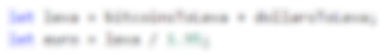 let leva = bitcoinsToLeva + dollarsToLeva;
let euro = leva / 1.95;